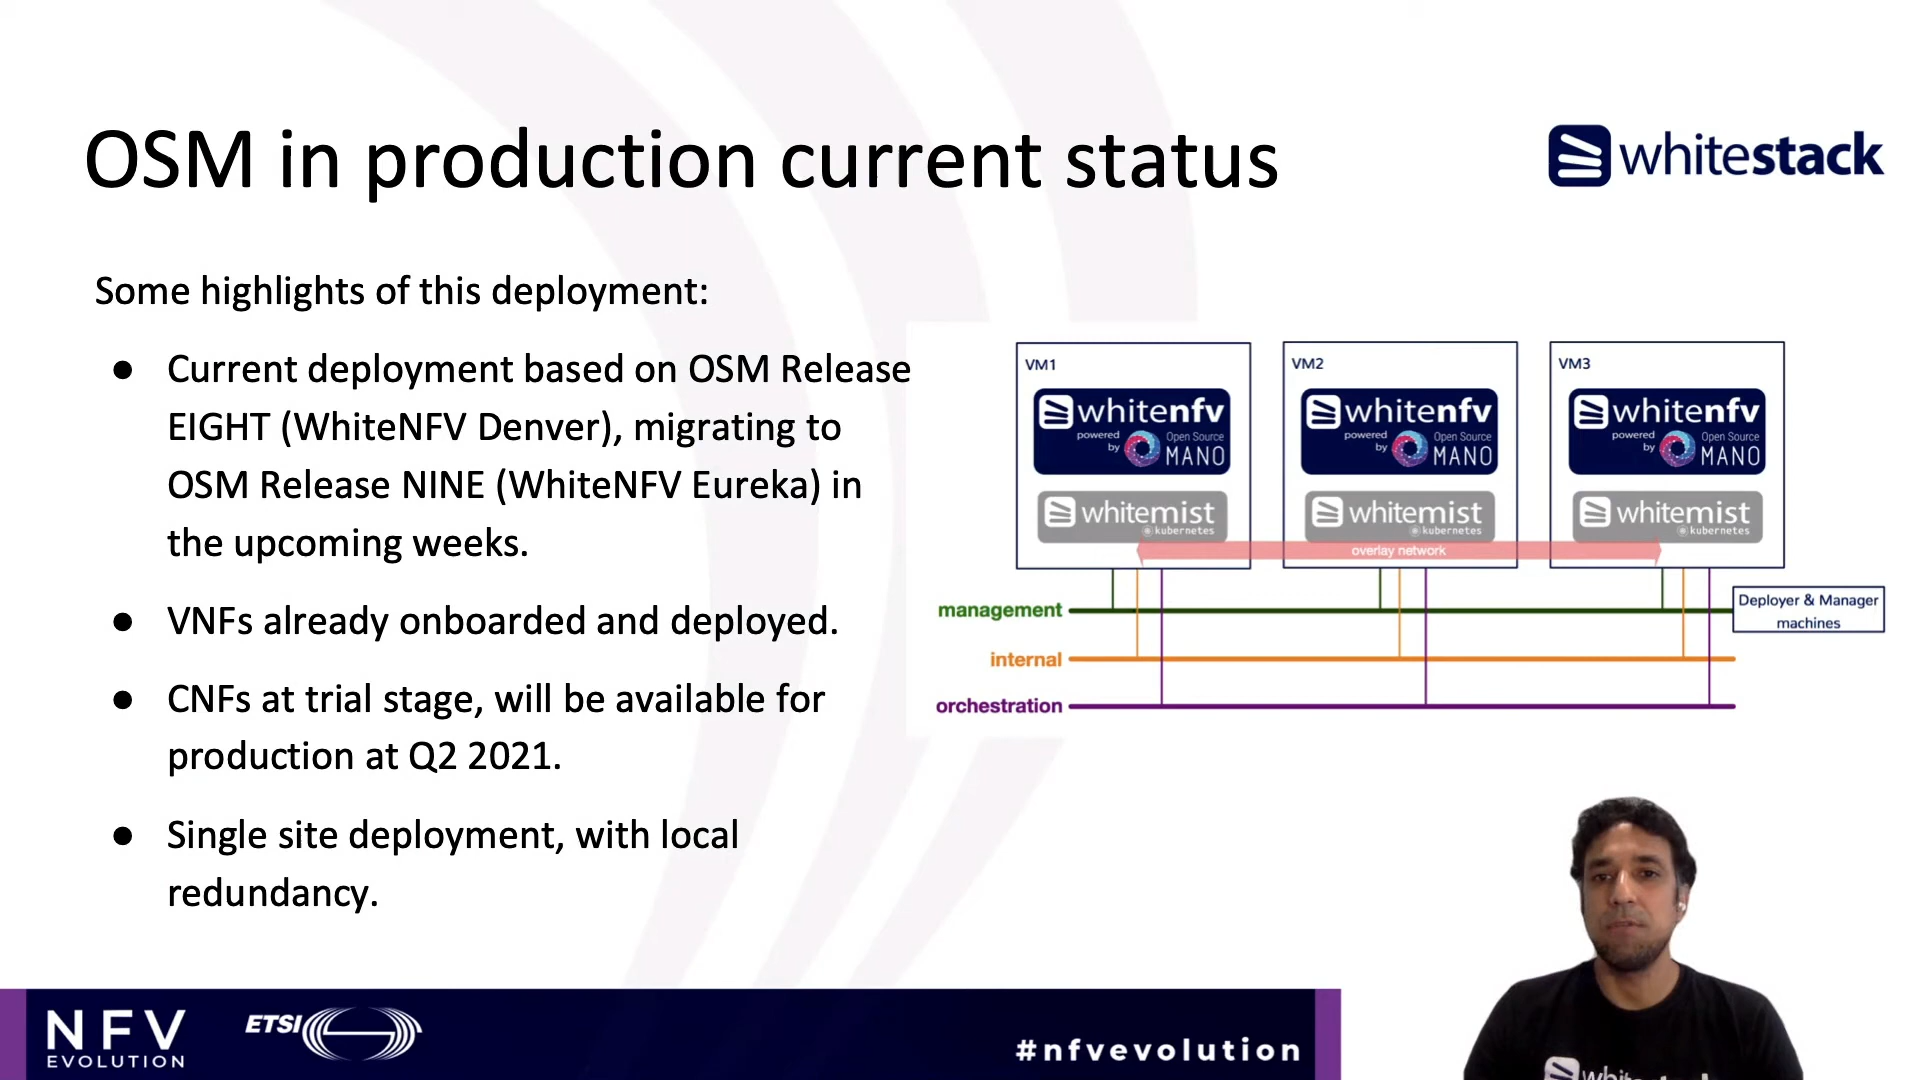 OSM in production current status
whitestack
Some highlights of this deployment:
● Current deployment based on OSM Release
EIGHT (WhiteNFV Denver), migrating to
OSM Release NINE (WhiteNFV Eureka) in
the upcoming weeks.
● VNFs already onboarded and deployed.
● CNFs at trial stage, will be available for
production at Q2 2021.
● Single site deployment, with local
redundancy.
VM1
whitenfv
powered by Open Source MANO
whitemist
kubernetes
VM2
whitenfv
powered by Open Source MANO
whitemist
kubernetes
VM3
whitenfv
powered by Open Source MANO
whitemist
kubernetes
overlay network
management
Deployer & Manager
machines
internal
orchestration
NFV
EVOLUTION
ETSI
#nfvevolution